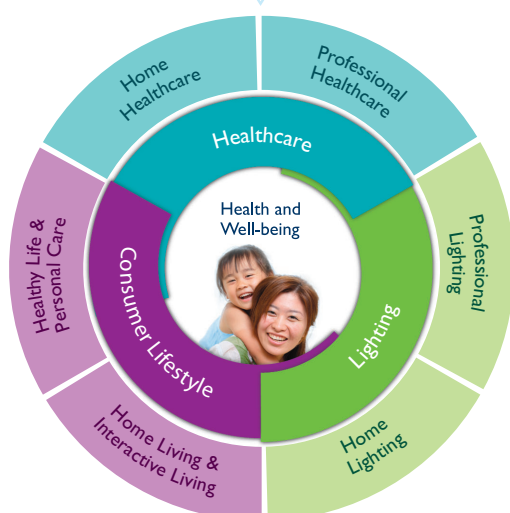 Home
Healthcare
Professional
Healthcare
Healthcare
Health and
Well-being
Healthy Life &
Personal Care
Consumer Lifestyle
Lighting
Professional
Lighting
Home Living &
Interactive Living
Home
Lighting